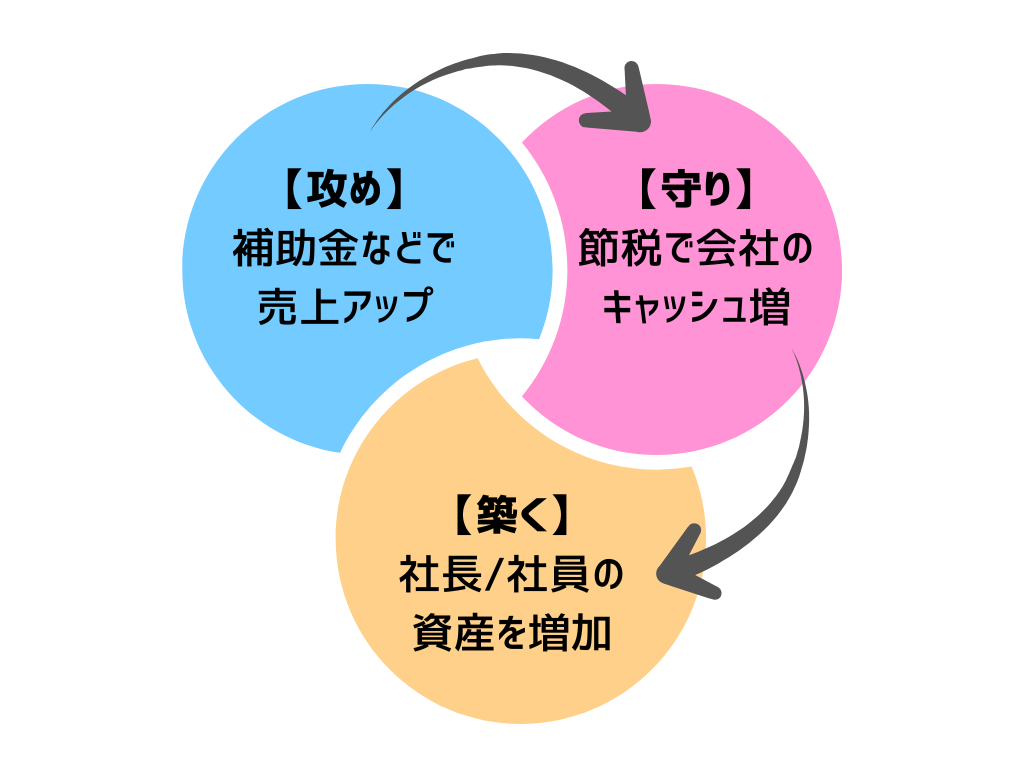 【攻め】
補助金などで
売上アップ
【守り】
節税で会社の
キャッシュ増
【築く】
社長/社員の
資産を増加